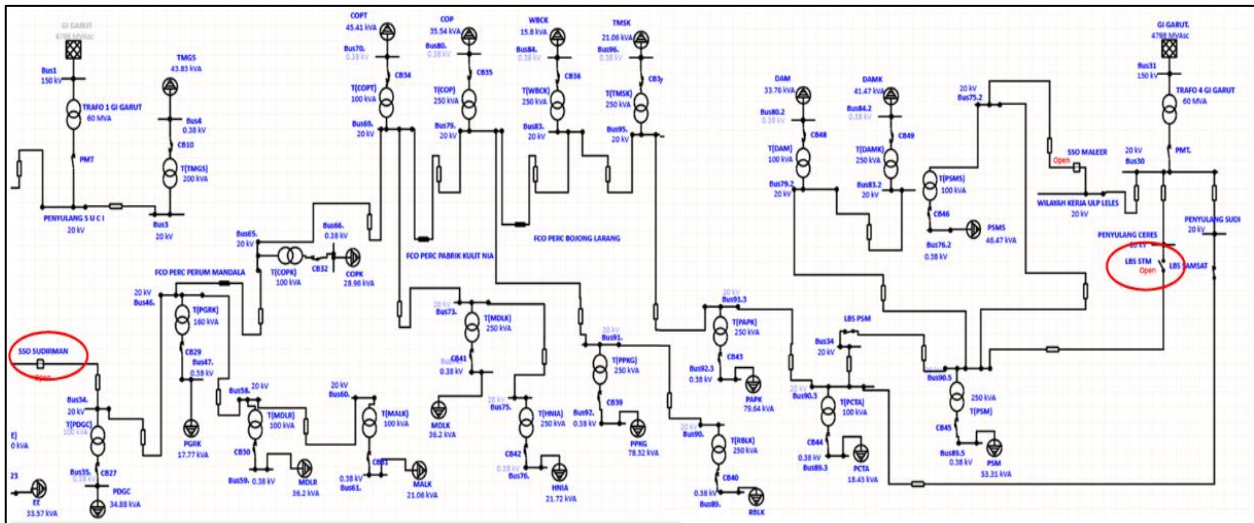 GI GARUT
4798 MVAsc
Bus1
150 kV
TRAFO 1 GI GARUT
60 MVA
PMT
PENYULANG S U C I
20 kV
TMGS
43.83 kVA
Bus4
0.38 kV
CB10
T(TMGS)
200 kVA
Bus3
20 kV
SSO SUDIRMAN
Bus34.
20 kV
T(PDGC)
100 kVA
Bus35.
0.38 kV
CB27
PDGC
34.88 kVA
E)
0 kVA
23
EE
33.57 kVA
FCO PERC PERUM MANDALA
20 kV
Bus46.
T(PGRK)
160 kVA
CB29
Bus47.
0.38 kV
PGRK
17.77 kVA
Bus65.
20 kV
T(COPK)
100 kVA
CB32
Bus66.
0.38 kV
COPK
28.96 kVA
Bus58.
20 kV
T(MDLR)
100 kVA
CB30
Bus59.
0.38 kV
MDLR
36.2 kVA
20 kV
Bus60.
T(MALK)
100 kVA
CB31
0.38 kV
Bus61.
MALK
21.06 kVA
COPT
45.41 kVA
Bus70.
0.38 kV
CB34
T(COPT)
100 kVA
Bus69.
20 kV
COP
35.54 kVA
Bus80.
0.38 kV
CB35
T(COP)
250 kVA
Bus79.
20 kV
WBCK
15.8 kVA
Bus84.
0.38 kV
CB36
T(WBCK)
250 kVA
Bus83.
20 kV
TMSK
21.06 kVA
Bus96.
0.38 kV
T(TMSK)
250 kVA
Bus95.
20 kV
FCO PERC PABRIK KULIT NIA
FCO PERC BOJONG LARANG
20 kV
Bus73.
T(MDLK)
250 kVA
CB41
0.38 kV
MDLK
36.2 kVA
20 kV
Bus75.
T(HNIA)
250 kVA
CB42
0.38 kV
Bus76.
HNIA
21.72 kVA
20 kV
Bus91.
T(PPKG)
250 kVA
CB39
Bus92.
0.38 kV
PPKG
78.32 kVA
20 kV
Bus90.
T(RBLK)
250 kVA
CB40
0.38 kV
Bus89.
RBLK
20 kV
Bus91.3
T(PAPK)
250 kVA
CB43
Bus92.3
0.38 kV
PAPK
79.64 kVA
LBS PSM
Bus34
20 kV
20 kV
Bus90.3
T(PCTA)
100 kVA
CB44
0.38 kV
Bus89.3
PCTA
18.43 kVA
DAM
33.76 kVA
Bus80.2
0.38 kV
CB48
T(DAM)
100 kVA
Bus79.2
20 kV
DAMK
41.47 kVA
Bus84.2
0.38 kV
CB49
T(DAMK)
250 kVA
Bus83.2
20 kV
20 kV
Bus75.2
T(PSMS)
100 kVA
CB46
Bus76.2
0.38 kV
PSMS
46.47 kVA
20 kV
Bus90.5
250 kVA
T(PSM)
CB45
Bus89.5
0.38 kV
PSM
53.31 kVA
SSO MALEER
Open
WILAYAH KERJA ULP LELES
20 kV
GI GARUT.
4798 MVAsc
Bus31
150 kV
TRAFO 4 GI GARUT
60 MVA
PMT.
20 kV
Bus30
PENYULANG CERES
20 kV
LBS STM
Open
PENYULANG SUDI
20 kV
LBS SAMSAT